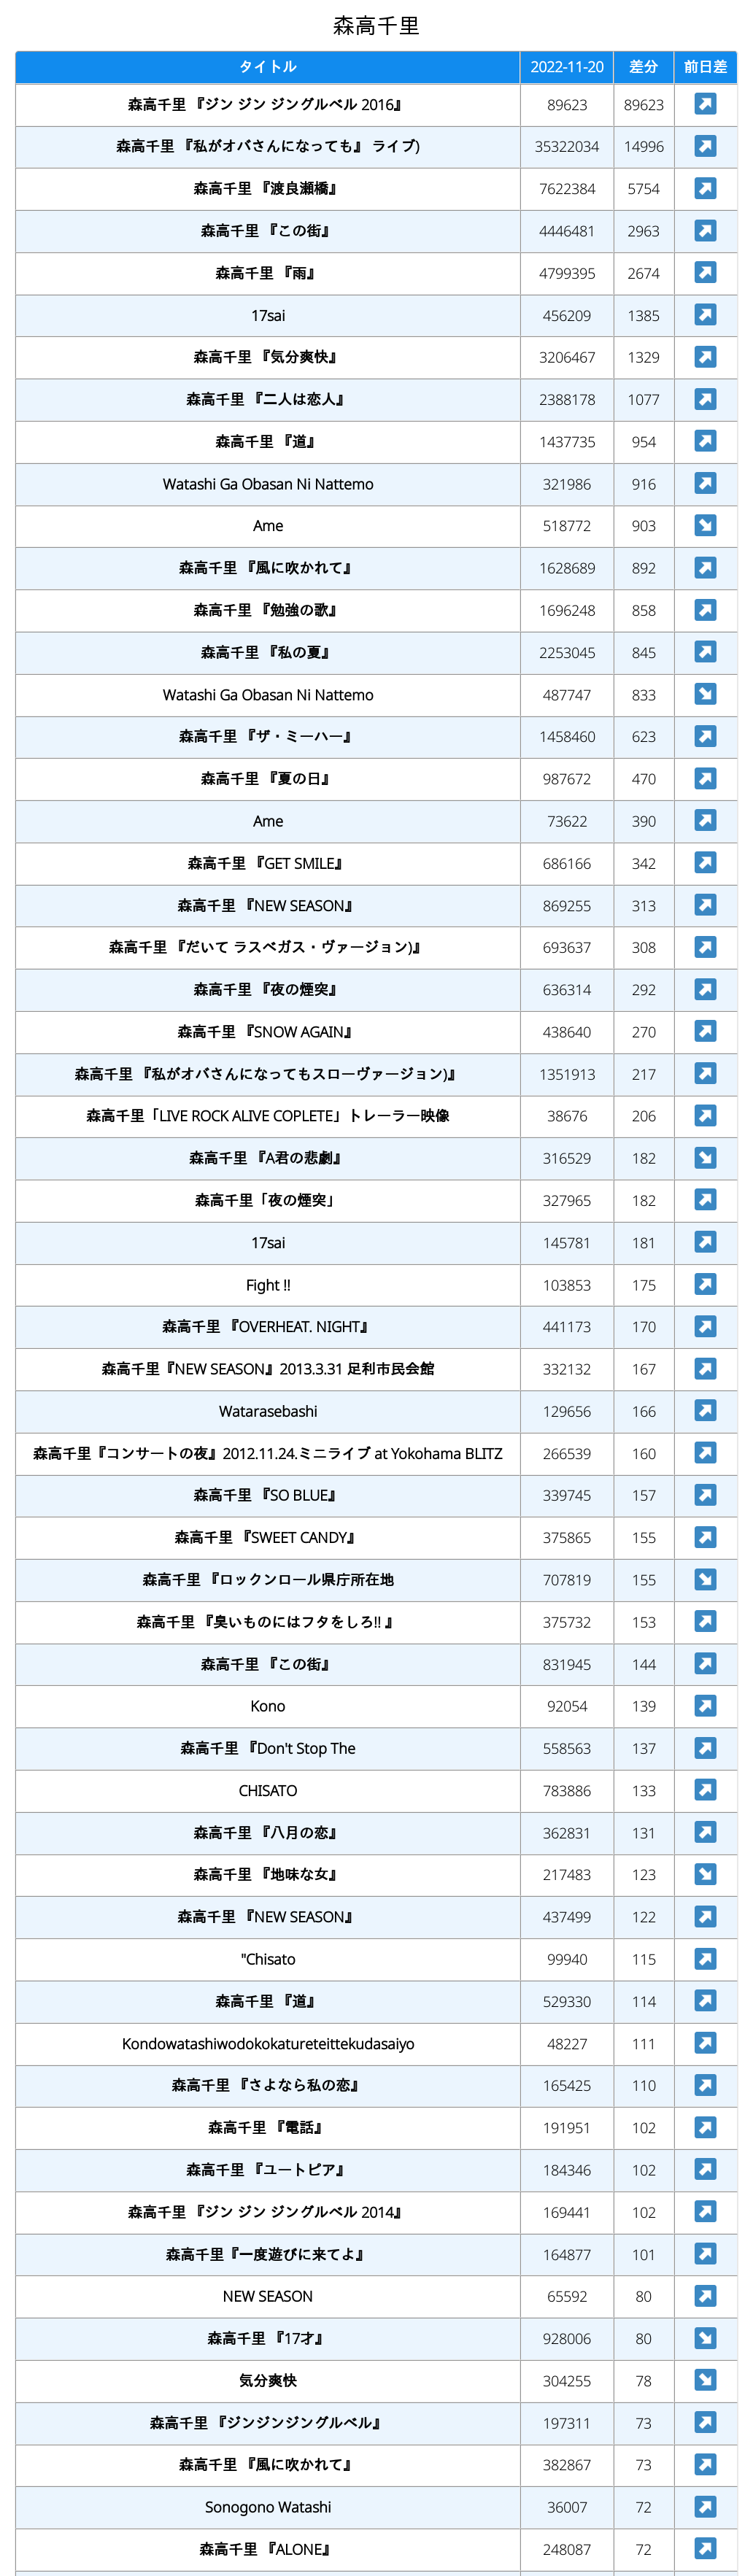 森高千里
タイトル 2022-11-20 差分 前日差
森高千里 『ジン ジン ジングルベル 2016』 89623 89623
森高千里 『私がオバさんになっても』 ライブ) 35322034 14996
森高千里 『渡良瀬橋』 7622384 5754
森高千里 『この街』 4446481 2963
森高千里 『雨』 4799395 2674
17sai 456209 1385
森高千里 『気分爽快』 3206467 1329
森高千里 『二人は恋人』 2388178 1077
森高千里 『道』 1437735 954
Watashi Ga Obasan Ni Nattemo 321986 916
Ame 518772 903
森高千里 『風に吹かれて』 1628689 892
森高千里 『勉強の歌』 1696248 858
森高千里 『私の夏』 2253045 845
Watashi Ga Obasan Ni Nattemo 487747 833
森高千里 『ザ・ミーハー』 1458460 623
森高千里 『夏の日』 987672 470
Ame 73622 390
森高千里 『GET SMILE』 686166 342
森高千里 『NEW SEASON』 869255 313
森高千里 『だいて ラスベガス・ヴァージョン)』 693637 308
森高千里 『夜の煙突』 636314 292
森高千里 『SNOW AGAIN』 438640 270
森高千里 『私がオバさんになってもスローヴァージョン)』 1351913 217
森高千里「LIVE ROCK ALIVE COPLETE」トレーラー映像 38676 206
森高千里 『A君の悲劇』 316529 182
森高千里「夜の煙突」 327965 182
17sai 145781 181
Fight !! 103853 175
森高千里 『OVERHEAT. NIGHT』 441173 170
森高千里『NEW SEASON』2013.3.31 足利市民会館 332132 167
Watarasebashi 129656 166
森高千里『コンサートの夜』2012.11.24.ミニライブ at Yokohama BLITZ 266539 160
森高千里 『SO BLUE』 339745 157
森高千里 『SWEET CANDY』 375865 155
森高千里 『ロックンロール県庁所在地 707819 155
森高千里 『臭いものにはフタをしろ!! 』 375732 153
森高千里 『この街』 831945 144
Kono 92054 139
森高千里 『Don't Stop The 558563 137
CHISATO 783886 133
森高千里 『八月の恋』 362831 131
森高千里 『地味な女』 217483 123
森高千里 『NEW SEASON』 437499 122
"Chisato 99940 115
森高千里 『道』 529330 114
Kondowatashiwodokokatureteittekudasaiyo 48227 111
森高千里 『さよなら私の恋』 165425 110
森高千里 『電話』 191951 102
森高千里 『ユートピア』 184346 102
森高千里 『ジン ジン ジングルベル 2014』 169441 102
森高千里『一度遊びに来てよ』 164877 101
NEW SEASON 65592 80
森高千里 『17才』 928006 80
気分爽快 304255 78
森高千里 『ジンジンジングルベル』 197311 73
森高千里 『風に吹かれて』 382867 73
Sonogono Watashi 36007 72
森高千里 『ALONE』 248087 72